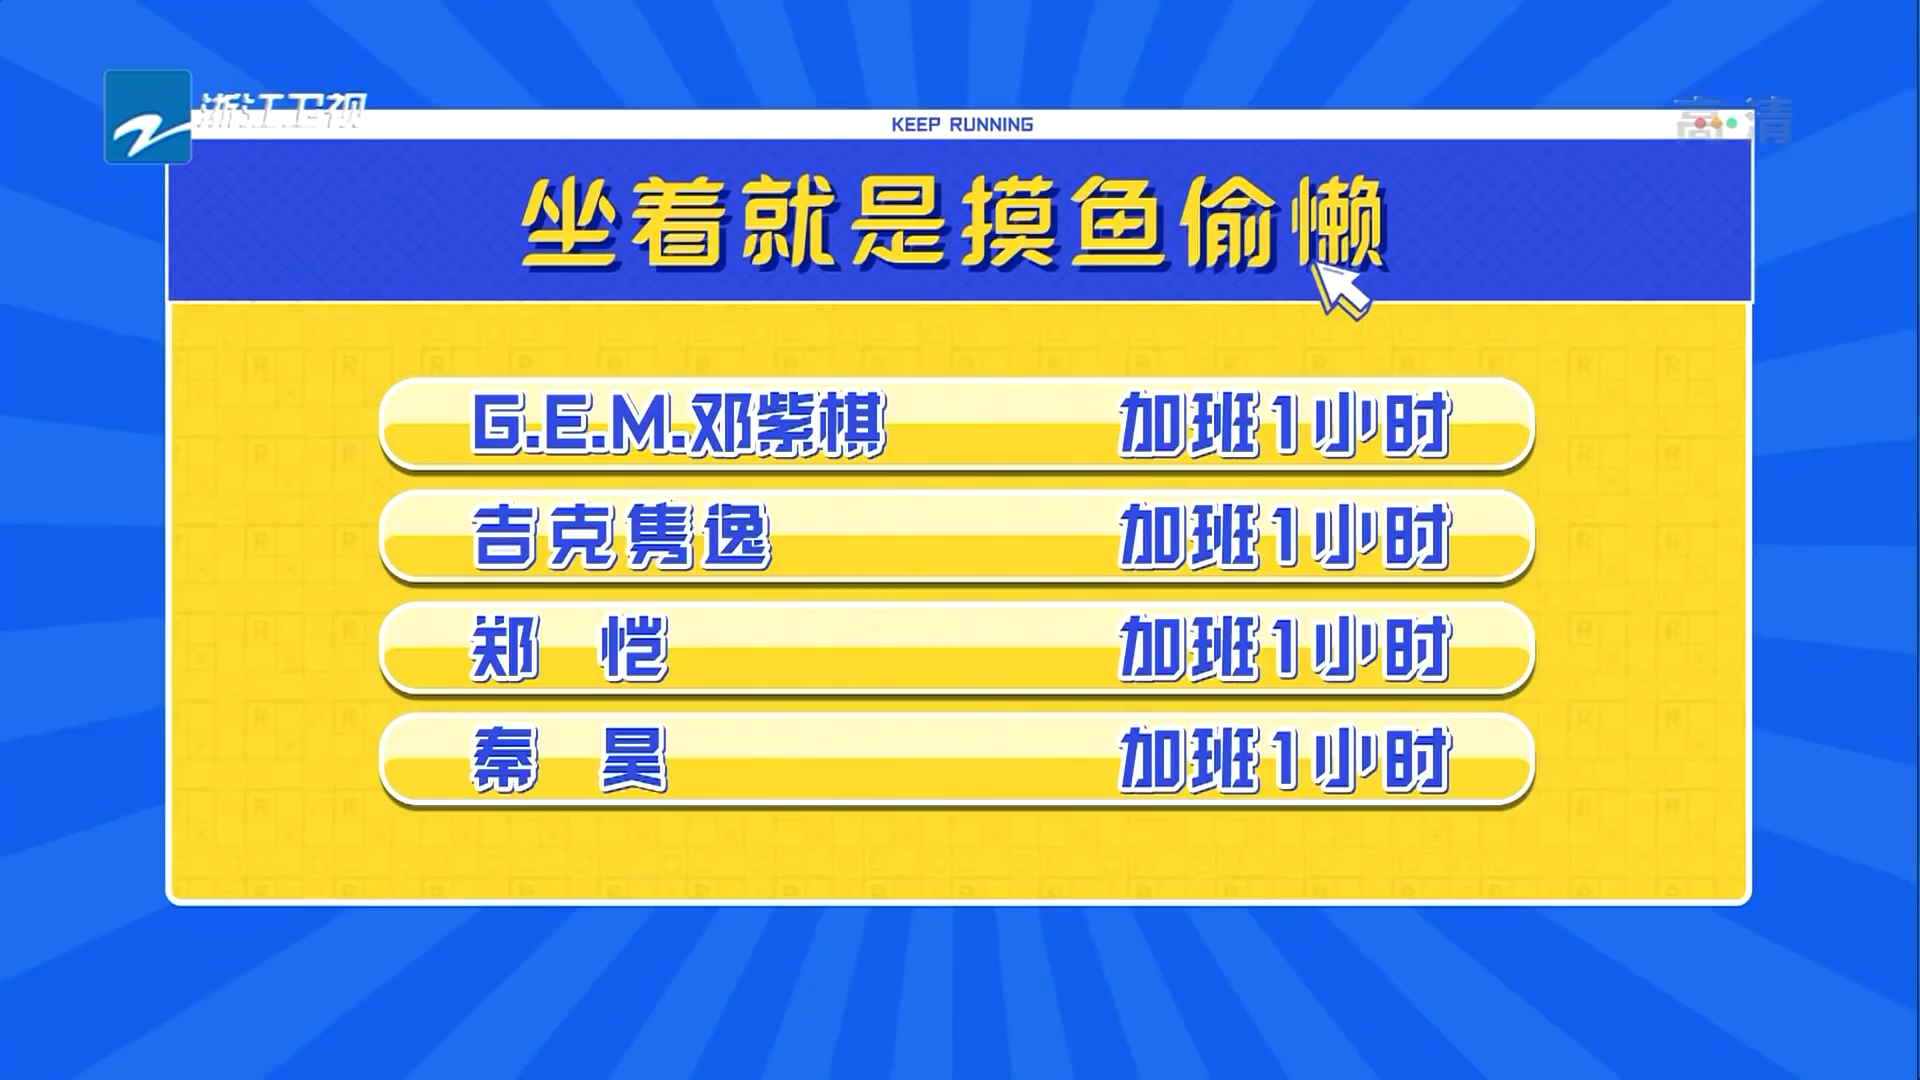 浙江卫视
KEEP RUNNING
高清
坐着就是摸鱼偷懒
G.E.M.邓紫棋 加班1小时
吉克隽逸 加班1小时
郑 恺 加班1小时
秦 昊 加班1小时